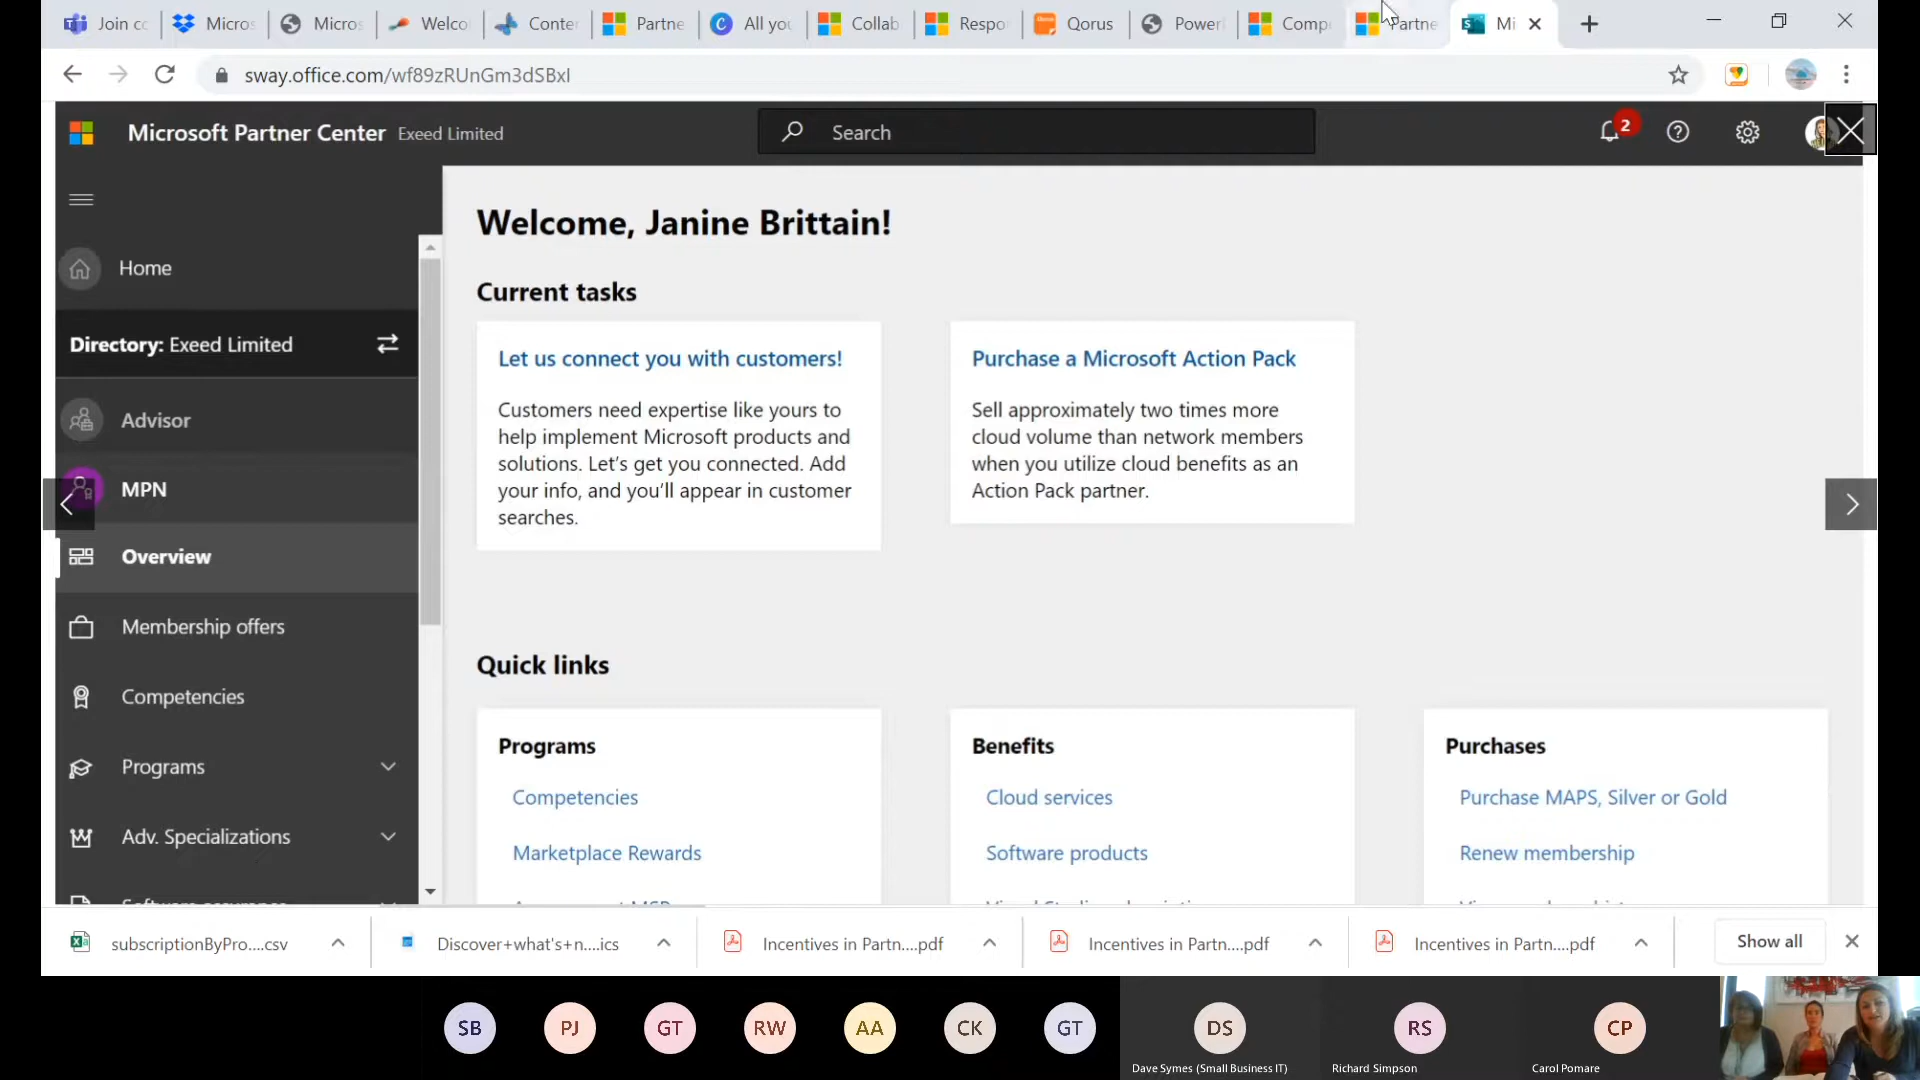 Join co
Micros
Micros
Welco
Conter
Partne
All you
Collab
Respo
Qorus
Power
Comp
Partne
Mi
sway.office.com/wf89zRUnGm3dSBxI
Microsoft Partner Center Exeed Limited
Search
2
Welcome, Janine Brittain!
Home
Directory: Exeed Limited
Advisor
MPN
Overview
Membership offers
Competencies
Programs
Adv. Specializations
Current tasks
Let us connect you with customers!
Customers need expertise like yours to
help implement Microsoft products and
solutions. Let's get you connected. Add
your info, and you'll appear in customer
searches.
Purchase a Microsoft Action Pack
Sell approximately two times more
cloud volume than network members
when you utilize cloud benefits as an
Action Pack partner.
Quick links
Programs
Competencies
Marketplace Rewards
Benefits
Cloud services
Software products
Purchases
Purchase MAPS, Silver or Gold
Renew membership
subscriptionByPro....csv
Discover+what's+n....ics
Incentives in Partn....pdf
Incentives in Partn....pdf
Incentives in Partn....pdf
Show all
SB
PJ
GT
RW
AA
CK
GT
DS
RS
CP
Dave Symes (Small Business IT)
Richard Simpson
Carol Pomare